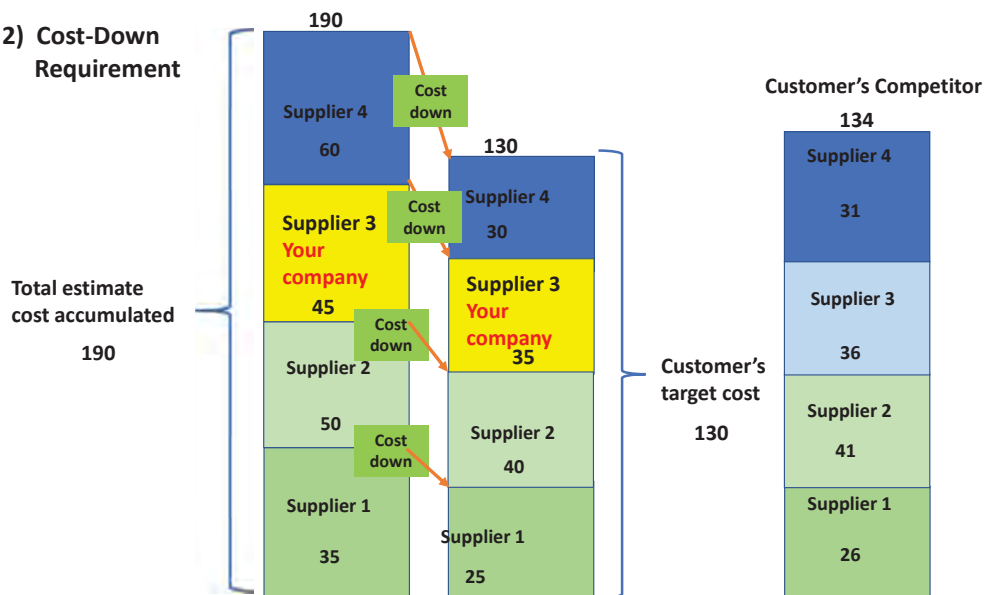 2) Cost-Down
Requirement
Total estimate
cost accumulated
190
190
Supplier 4
60
Supplier 3
Your
company
45
Supplier 2
50
Supplier 1
35
Cost
down
Cost
down
Cost
down
Cost
down
130
Supplier 4
30
Supplier 3
Your
company
35
Supplier 2
40
Supplier 1
25
Customer's
target cost
130
Customer's Competitor
134
Supplier 4
31
Supplier 3
36
Supplier 2
41
Supplier 1
26